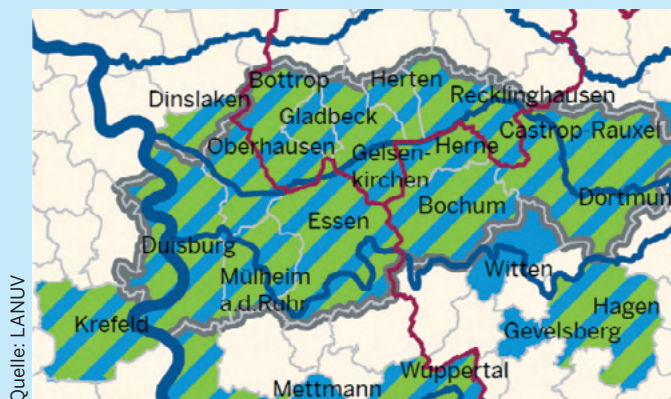 Bottrop
Herten
Recklinghausen
Dinslaken
Gladbeck
Castrop-Rauxel
Oberhausen
Gelsen-
kirchen
Herne
Essen
Bochum
Dortmun
Duisburg
Witten
Mülheim
a.d.Ruhr
Hagen
Krefeld
Gevelsberg
Wuppertal
Mettmann
Quelle: LANUV